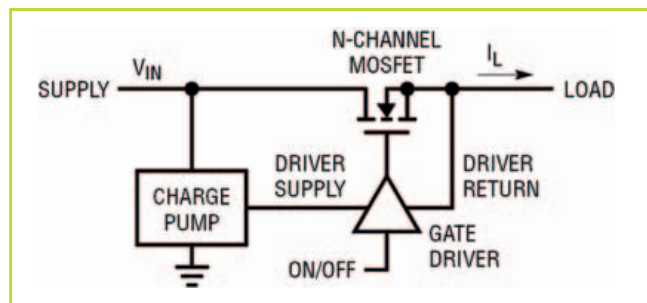 N-CHANNEL
MOSFET
I_L
V_IN
SUPPLY
LOAD
DRIVER
SUPPLY
DRIVER
RETURN
CHARGE
PUMP
GATE
DRIVER
ON/OFF